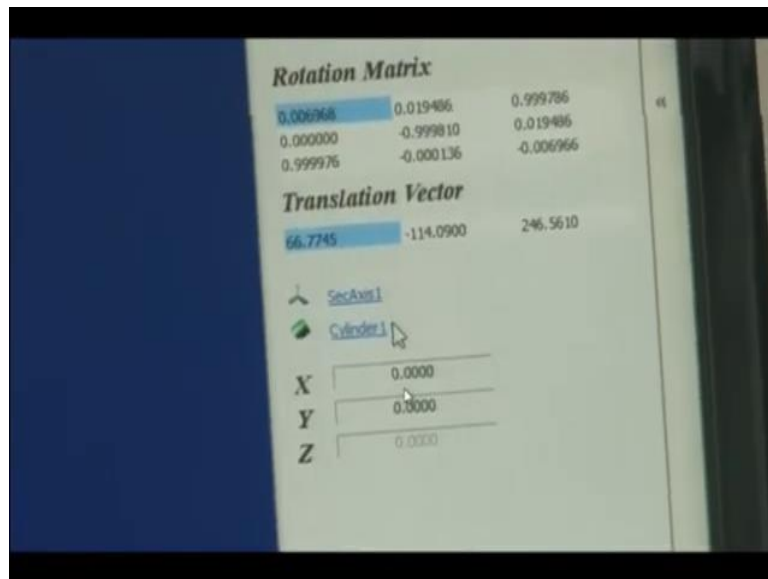 Rotation Matrix
0.006968 0.019486 0.999786
0.000000 -0.999810 0.019486
0.999976 -0.000136 -0.006966
Translation Vector
66.7745 -114.0900 246.5610
SecAxis1
Cylinder1
X 0.0000
Y 0.0000
Z 0.0000